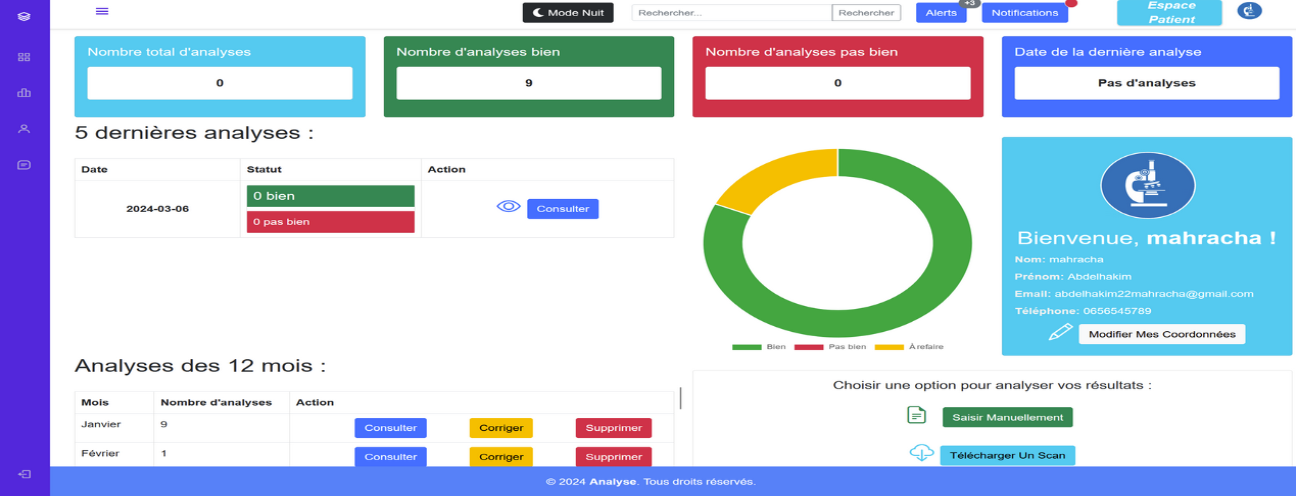 Mode Nuit
Rechercher...
Rechercher
Alerts
+3
Notifications
Espace
Patient
Nombre total d'analyses
0
Nombre d'analyses bien
9
Nombre d'analyses pas bien
0
Date de la dernière analyse
Pas d'analyses
5 dernières analyses :
Date Statut Action
2024-03-06
0 bien
0 pas bien
Consulter
Bien Pas bien À refaire
Bienvenue, mahracha !
Nom: mahracha
Prénom: Abdelhakim
Email: abdelhakim22mahracha@gmail.com
Téléphone: 0656545789
Modifier Mes Coordonnées
Analyses des 12 mois :
Mois Nombre d'analyses Action
Janvier 9 Consulter Corriger Supprimer
Février 1 Consulter Corriger Supprimer
Choisir une option pour analyser vos résultats :
Saisir Manuellement
Télécharger Un Scan
© 2024 Analyse. Tous droits réservés.